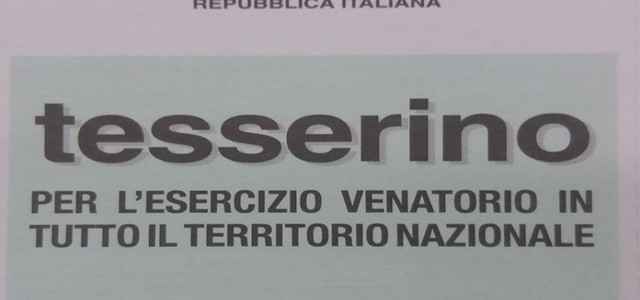 REPUBBLICA ITALIANA
tesserino
PER L'ESERCIZIO VENATORIO IN
TUTTO IL TERRITORIO NAZIONALE